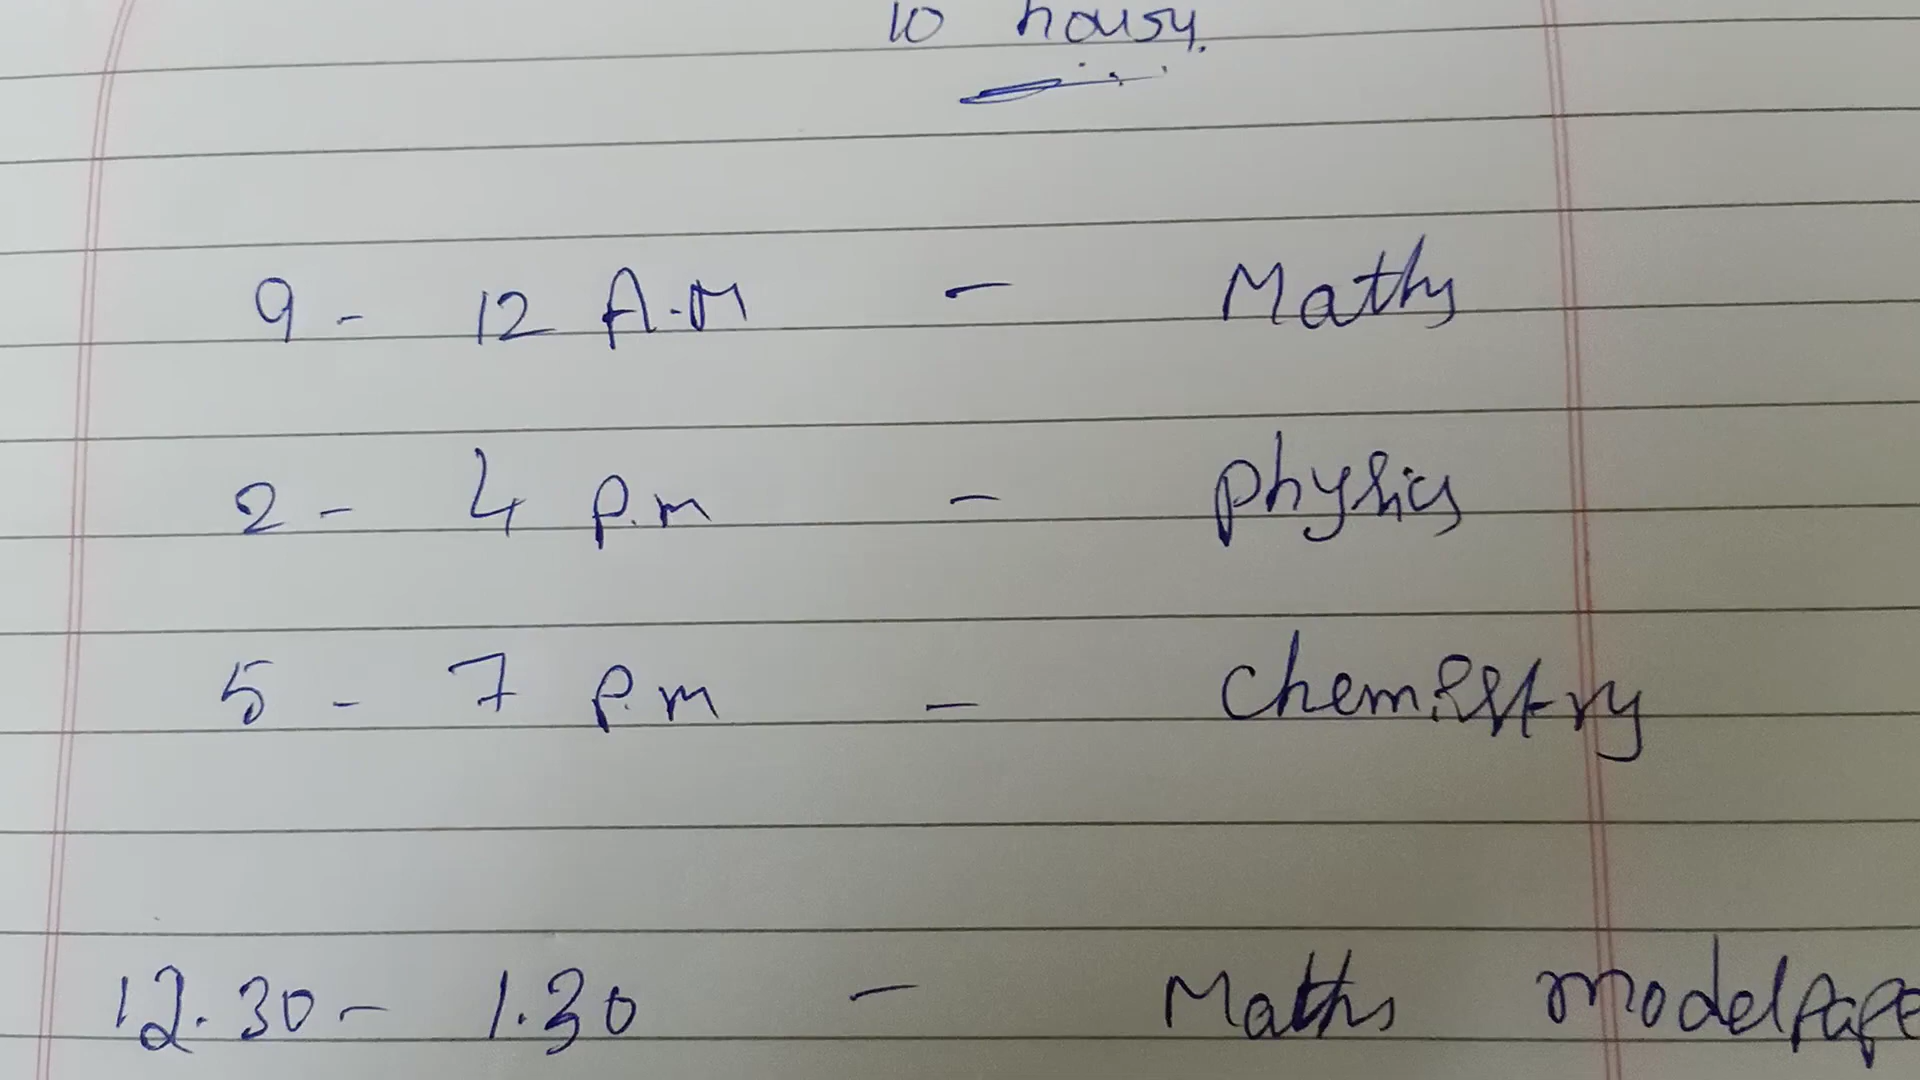 10 hours.
9 - 12 A.M - Maths
2 - 4 P.m - Physics
5 - 7 P.m - Chemistry
12.30 - 1.30 - Maths model